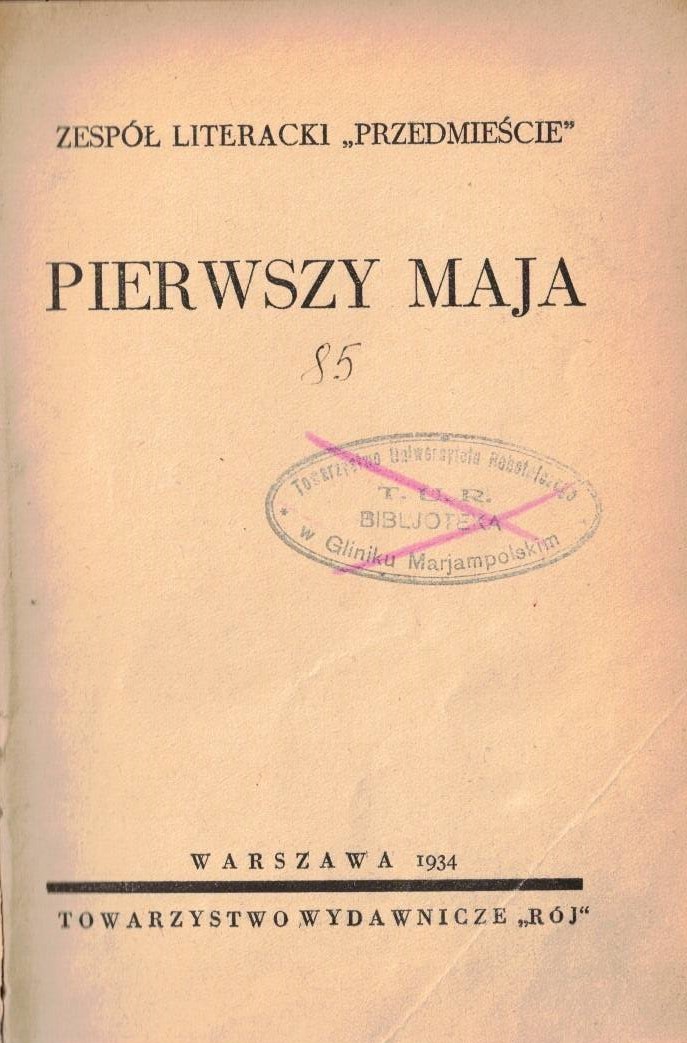 ZESPÓŁ LITERACKI „PRZEDMIEŚCIE”
PIERWSZY MAJA
85
Towarzystwo Uniwersytetu Robotniczego
T. U. R.
BIBLJOTEKA
w Gliniku Marjampolskim
WARSZAWA 1934
TOWARZYSTWO WYDAWNICZE „RÓJ“